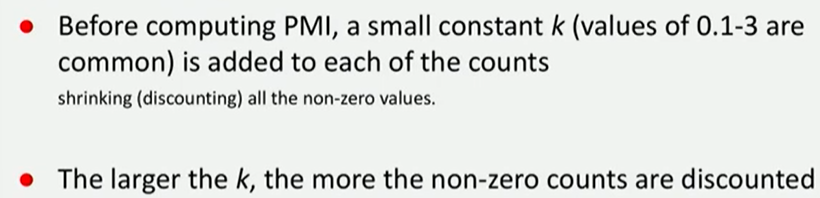 • Before computing PMI, a small constant k (values of 0.1-3 are
common) is added to each of the counts
shrinking (discounting) all the non-zero values.
• The larger the k, the more the non-zero counts are discounted